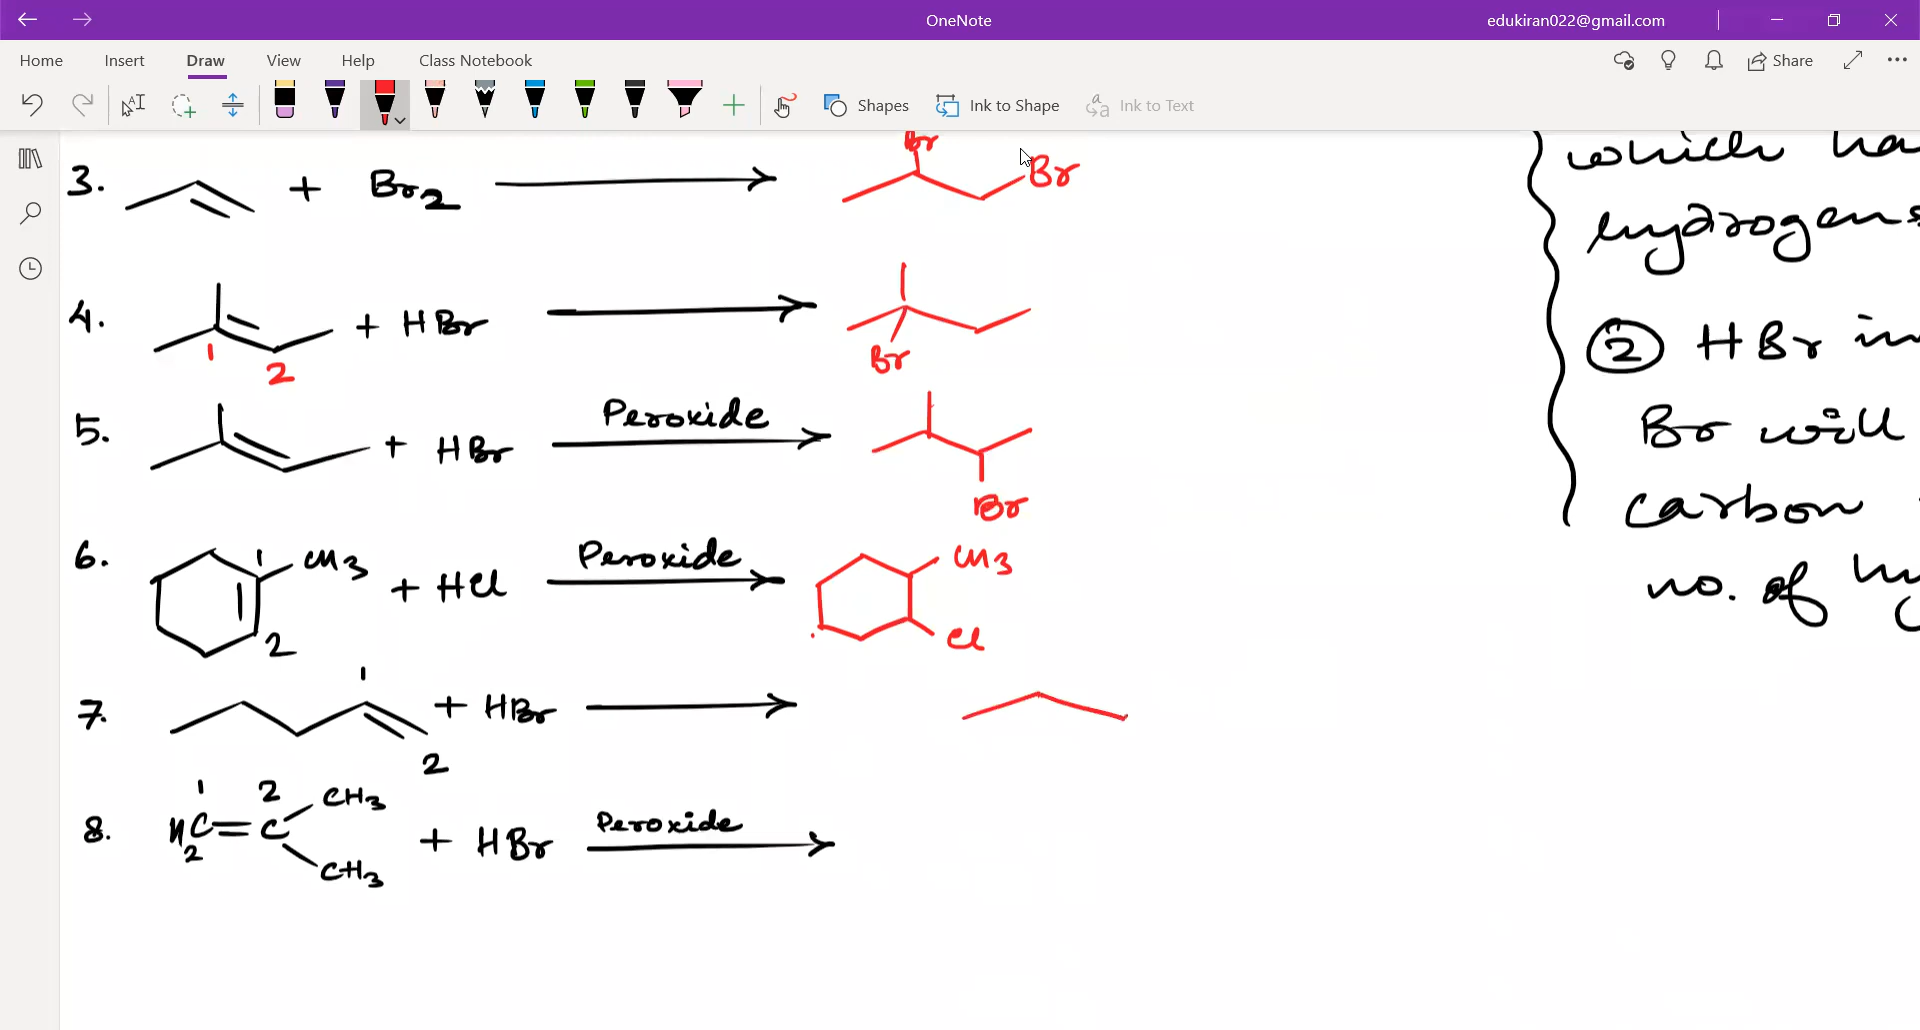 OneNote
edukiran022@gmail.com
Home Insert Draw View Help Class Notebook
Share
Shapes Ink to Shape Ink to Text
3. + Br2 Br Br
which
hydrogens
4. + HBr 1 2 Br
② HBr
5. + HBr Peroxide Br
Br will
carbon
6. 1 CH3 2 + HCl Peroxide CH3 Cl
no. of
7. 1 2 + HBr
8. 1 2 H2C=C CH3 CH3 + HBr Peroxide